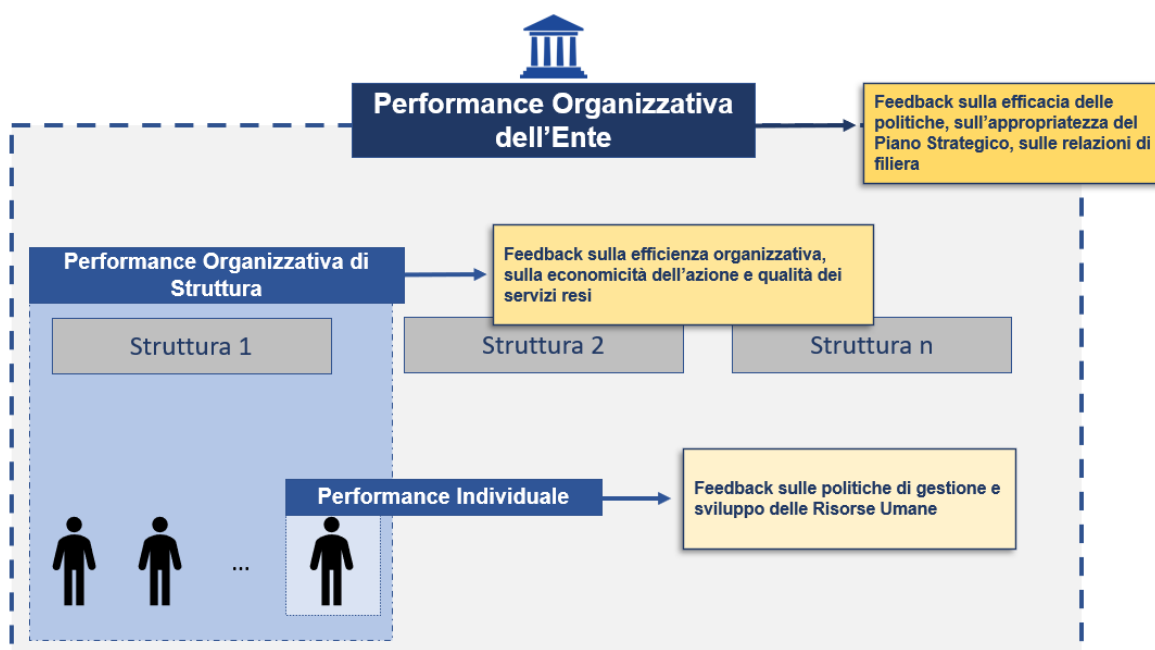 Performance Organizzativa
dell'Ente
Feedback sulla efficacia delle
politiche, sull'appropriatezza del
Piano Strategico, sulle relazioni di
filiera
Performance Organizzativa di
Struttura
Feedback sulla efficienza organizzativa,
sulla economicità dell'azione e qualità dei
servizi resi
Struttura 1
Struttura 2
Struttura n
Performance Individuale
Feedback sulle politiche di gestione e
sviluppo delle Risorse Umane
...